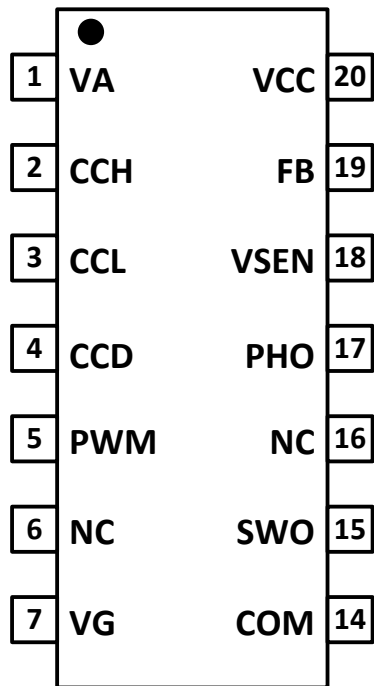 1 VA VCC 20
2 CCH FB 19
3 CCL VSEN 18
4 CCD PHO 17
5 PWM NC 16
6 NC SWO 15
7 VG COM 14